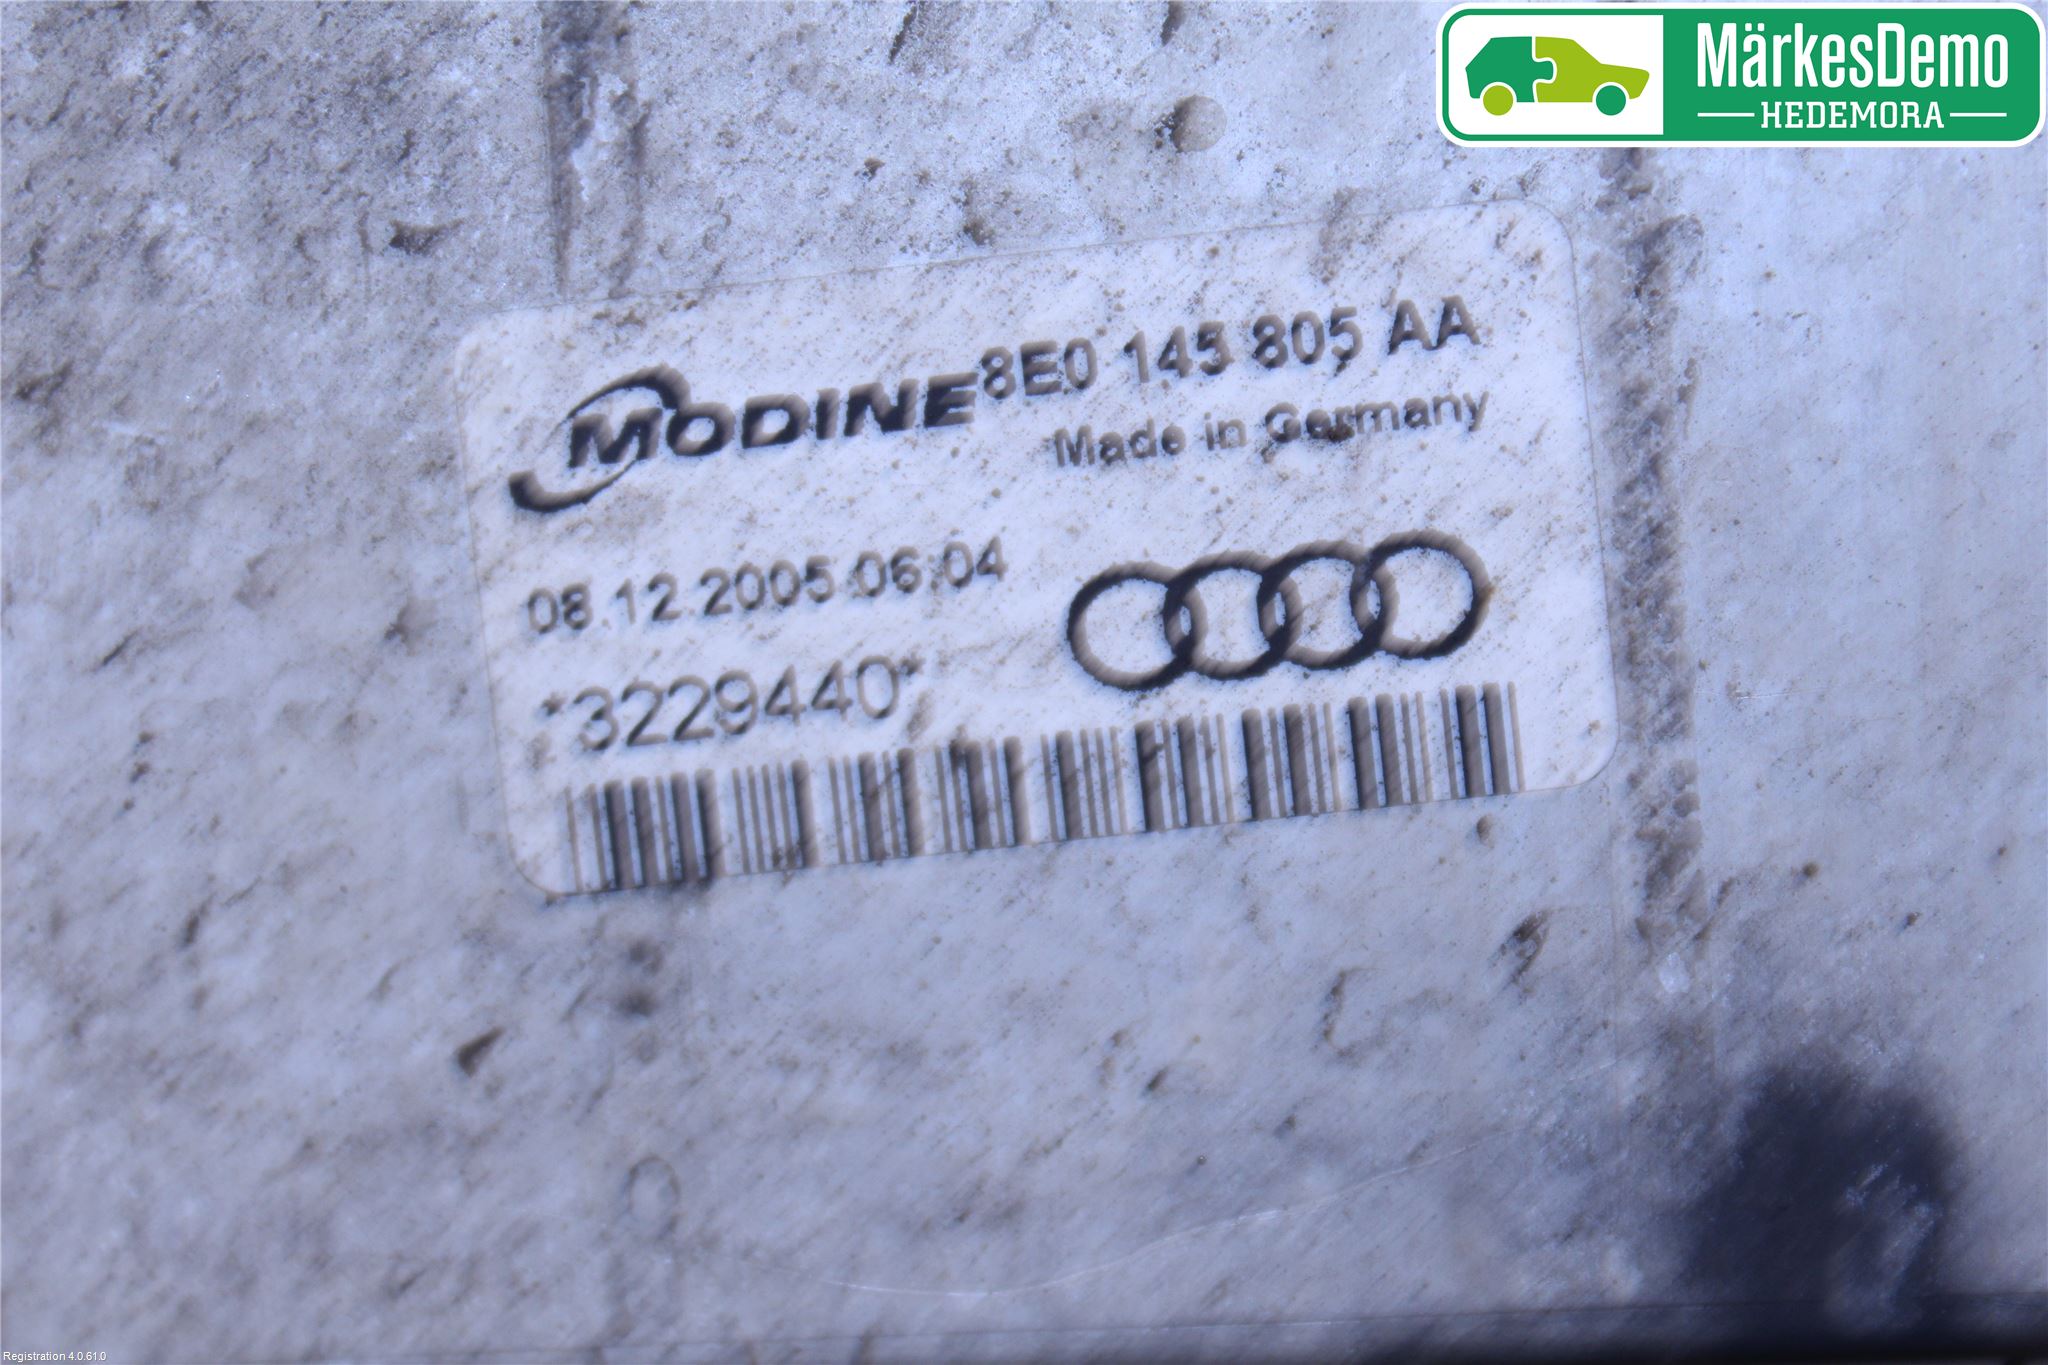 MärkesDemo
HEDEMORA
MODINE 8E0 145 805 AA
Made in Germany
08.12.2005 06:04
*3229440*
Registration 4.0.61.0